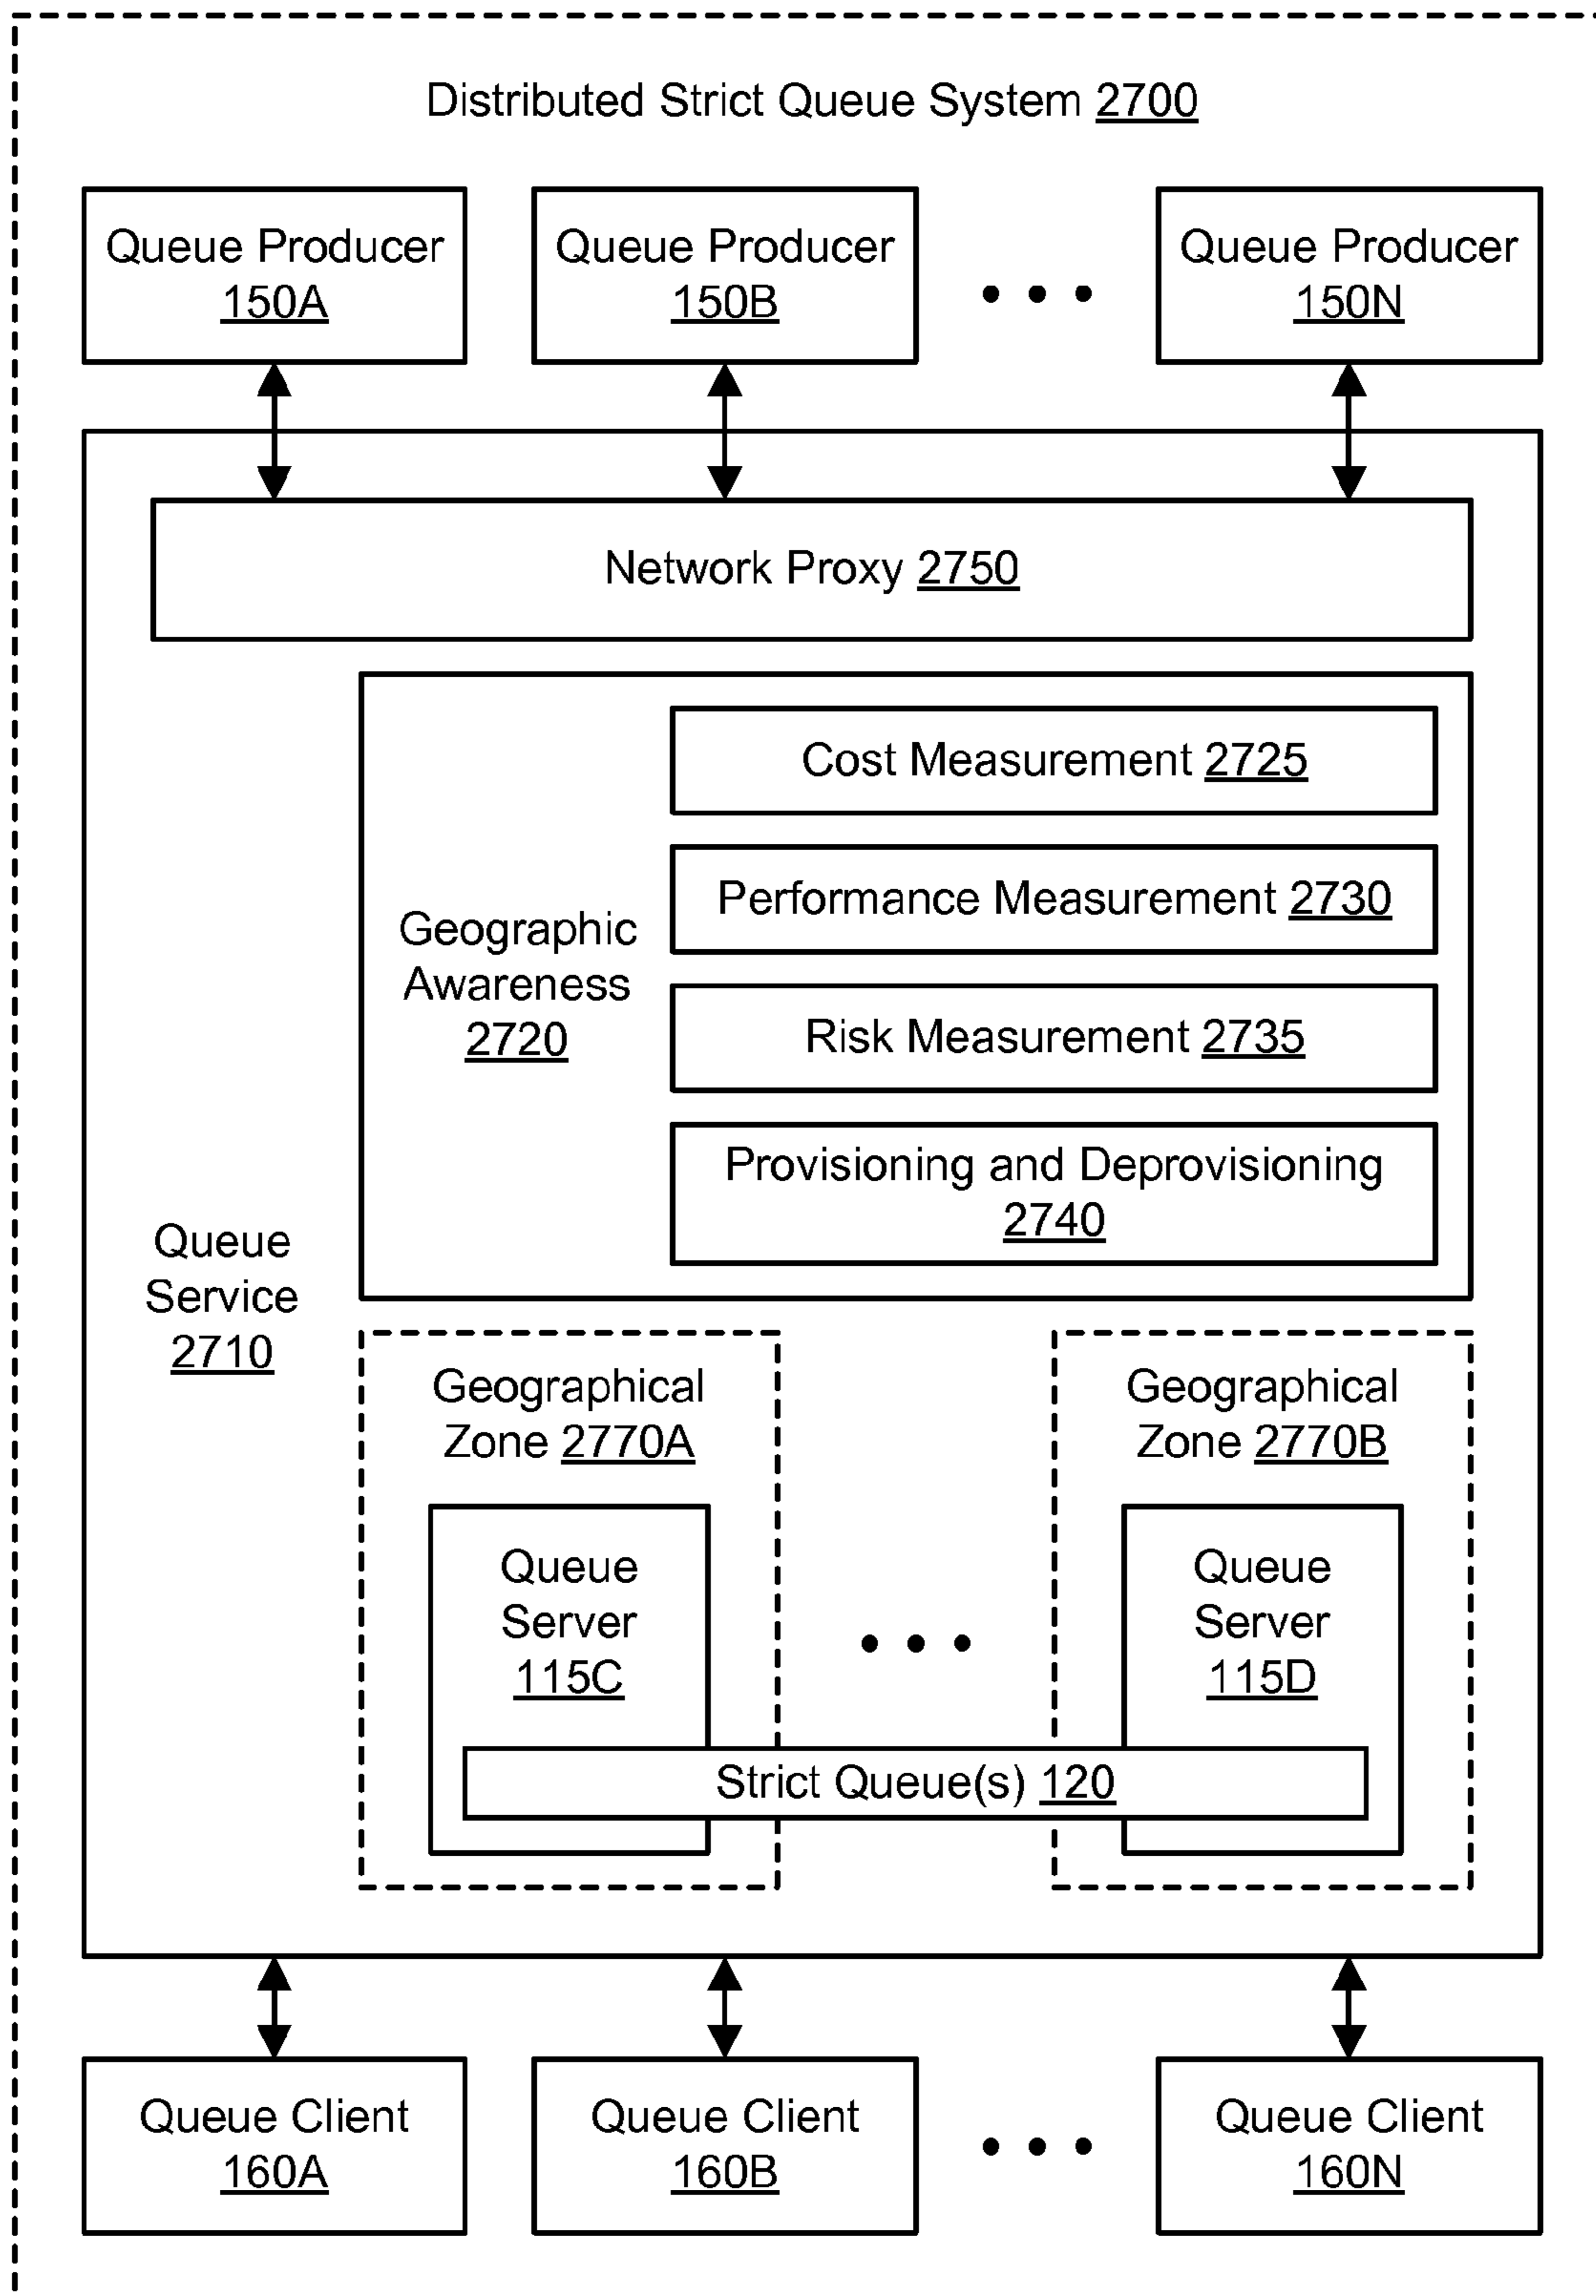 Distributed Strict Queue System 2700
Queue Producer
150A
Queue Producer
150B
Queue Producer
150N
Network Proxy 2750
Geographic
Awareness
2720
Cost Measurement 2725
Performance Measurement 2730
Risk Measurement 2735
Provisioning and Deprovisioning
2740
Queue
Service
2710
Geographical
Zone 2770A
Queue
Server
115C
Geographical
Zone 2770B
Queue
Server
115D
Strict Queue(s) 120
Queue Client
160A
Queue Client
160B
Queue Client
160N